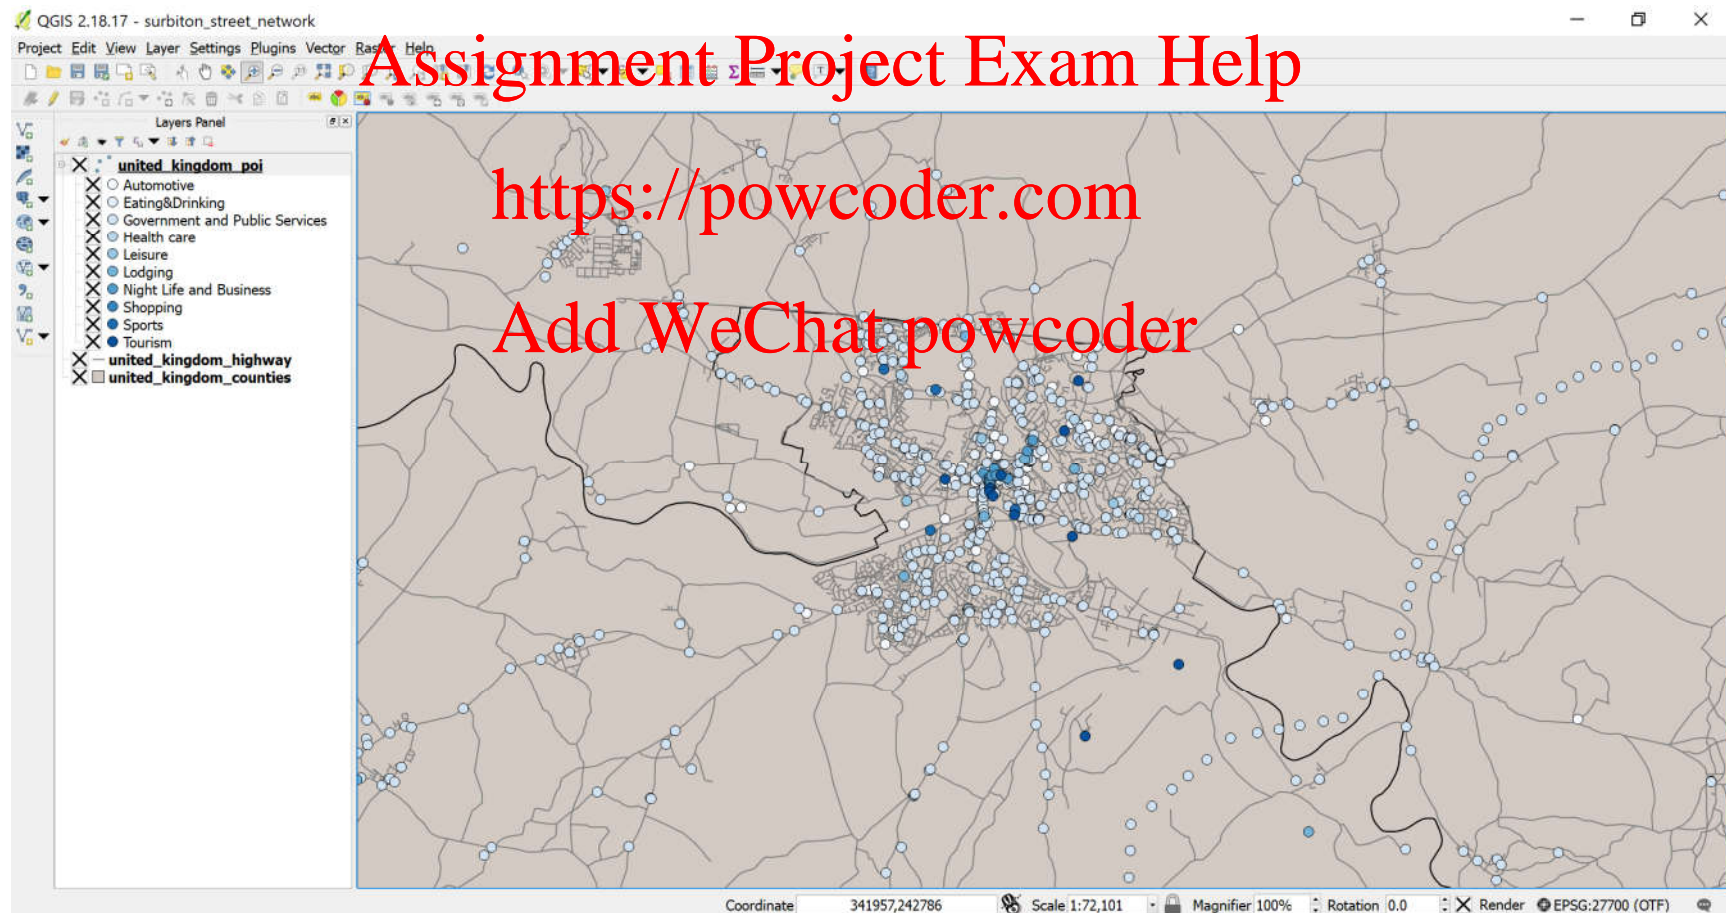 QGIS 2.18.17 - surbiton_street_network
Project Edit View Layer Settings Plugins Vector Raster Help
Assignment Project Exam Help
Layers Panel
united_kingdom_poi
Automotive
Eating&Drinking
Government and Public Services
Health care
Leisure
Lodging
Night Life and Business
Shopping
Sports
Tourism
united_kingdom_highway
united_kingdom_counties
https://powcoder.com
Add WeChat powcoder
Coordinate 341957,242786 Scale 1:72,101 Magnifier 100% Rotation 0.0 Render EPSG:27700 (OTF)